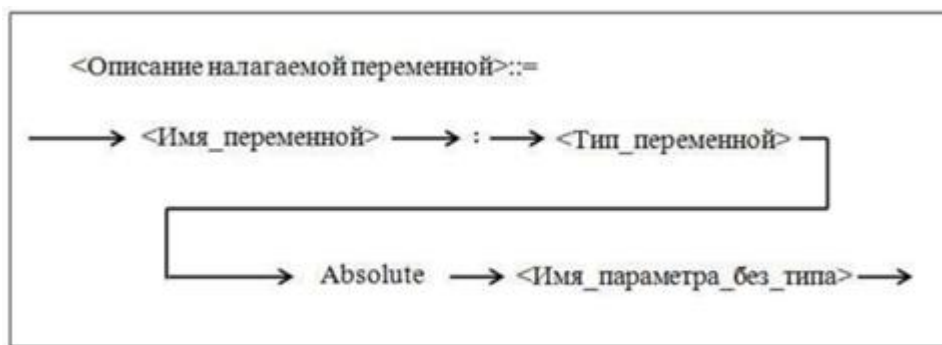 <Описание налагаемой переменной>::=
<Имя_переменной> : <Тип_переменной>
Absolute <Имя_параметра_без_типа>